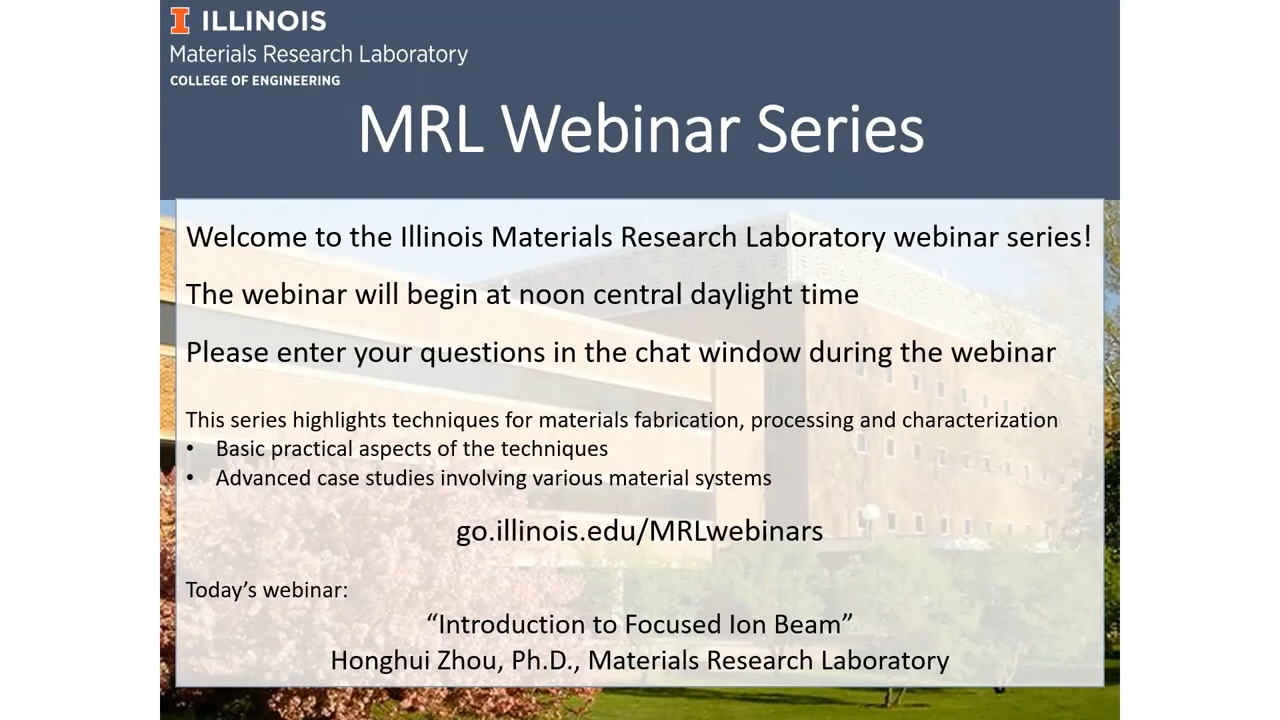 I ILLINOIS
Materials Research Laboratory
COLLEGE OF ENGINEERING
MRL Webinar Series
Welcome to the Illinois Materials Research Laboratory webinar series!
The webinar will begin at noon central daylight time
Please enter your questions in the chat window during the webinar
This series highlights techniques for materials fabrication, processing and characterization
• Basic practical aspects of the techniques
• Advanced case studies involving various material systems
go.illinois.edu/MRLwebinars
Today’s webinar:
“Introduction to Focused Ion Beam”
Honghui Zhou, Ph.D., Materials Research Laboratory